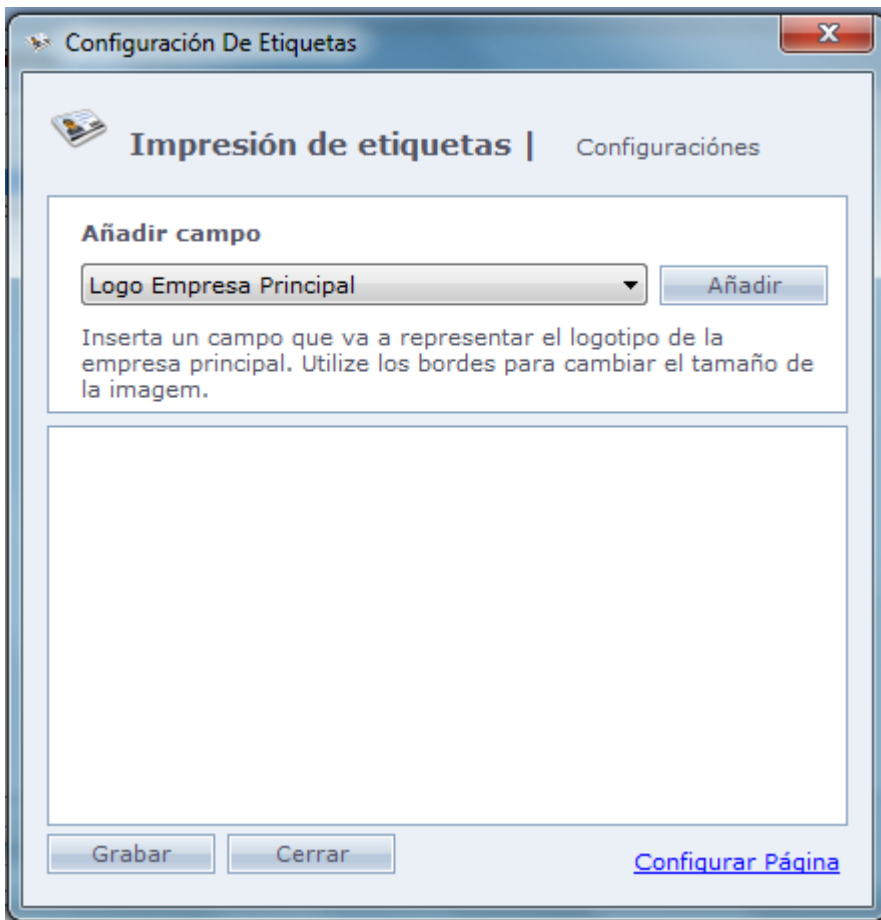 Configuración De Etiquetas
x
Impresión de etiquetas | Configuraciónes
Añadir campo
Logo Empresa Principal
Añadir
Inserta un campo que va a representar el logotipo de la
empresa principal. Utilize los bordes para cambiar el tamaño de
la imagem.
Grabar
Cerrar
Configurar Página